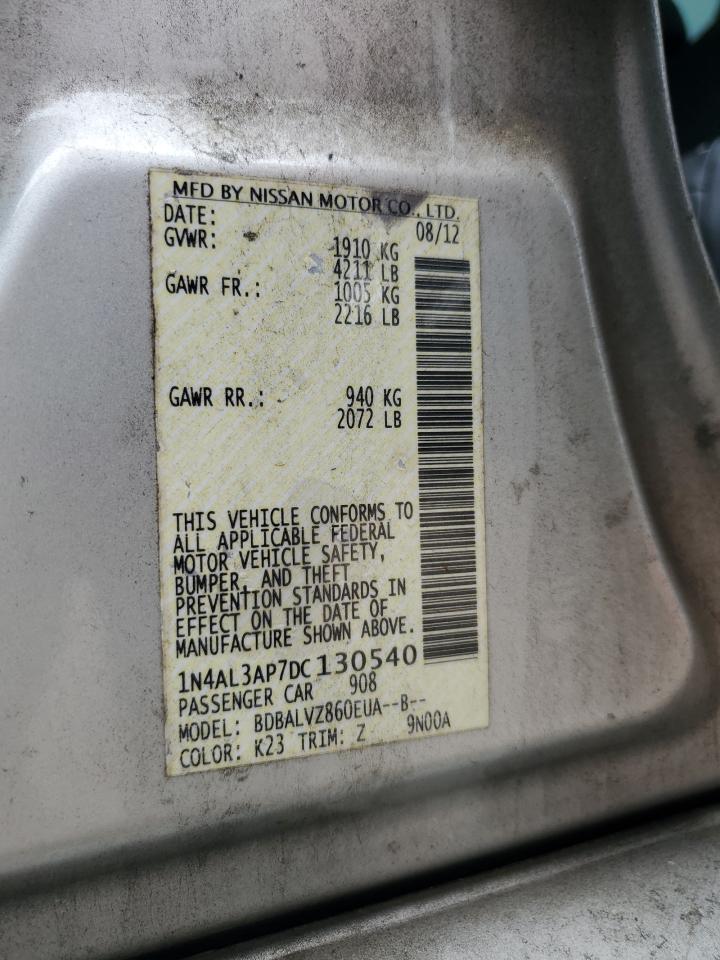 MFD BY NISSAN MOTOR CO., LTD.
DATE: 08/12
GVWR: 1910 KG
4211 LB
GAWR FR.: 1005 KG
2216 LB
GAWR RR.: 940 KG
2072 LB
THIS VEHICLE CONFORMS TO
ALL APPLICABLE FEDERAL
MOTOR VEHICLE SAFETY,
BUMPER, AND THEFT
PREVENTION STANDARDS IN
EFFECT ON THE DATE OF
MANUFACTURE SHOWN ABOVE.
1N4AL3AP7DC130540
PASSENGER CAR 908
MODEL: BDBALVZ860EUA--B--
COLOR: K23 TRIM: Z 9N00A